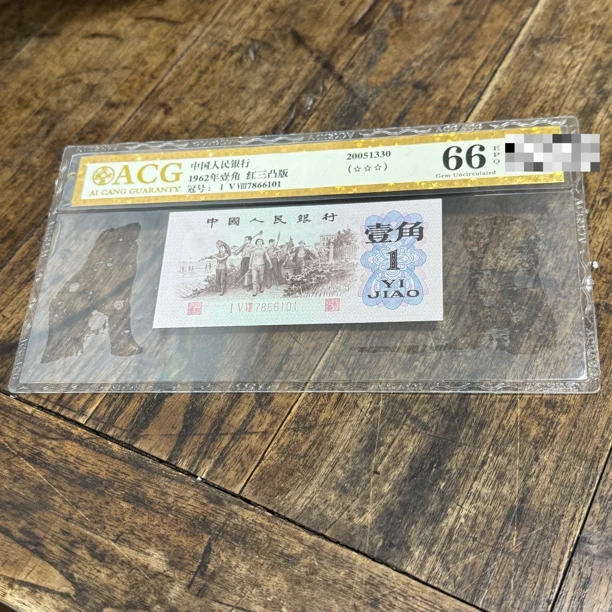 ACG
AI CANG GUARANTY
中国人民银行
1962年壹角 红三凸版
冠号: I V VIII7866101
20051330
(☆☆☆)
66
EPQ
Gem Uncirculated
中國人民銀行
壹角
1
YI
JIAO
I V VIII 7866101